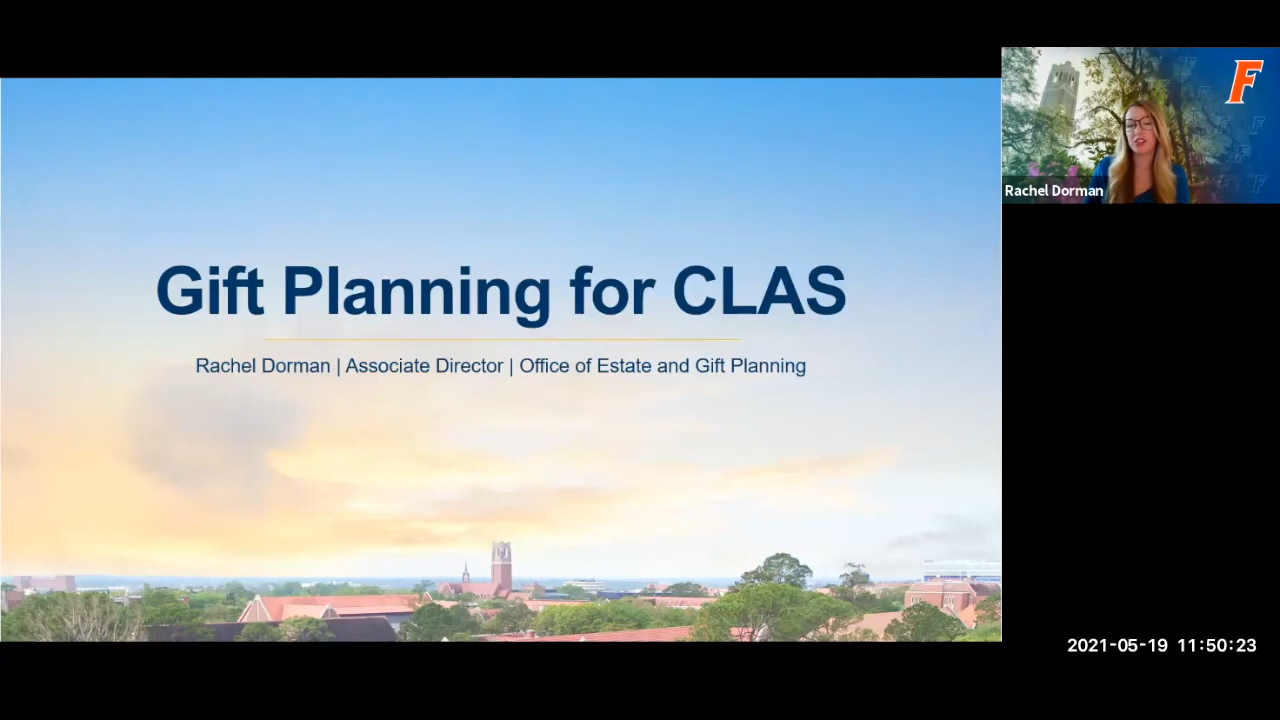 Gift Planning for CLAS
Rachel Dorman | Associate Director | Office of Estate and Gift Planning
F
Rachel Dorman
2021-05-19 11:50:23